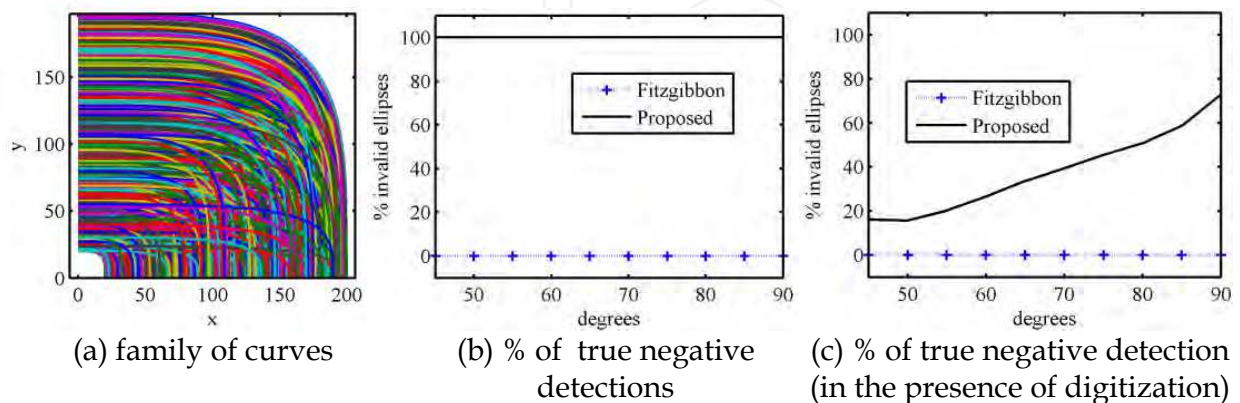 y
150
100
50
0
0 50 100 150 200
x
(a) family of curves
% invalid ellipses
100
80
60
40
20
0
Fitzgibbon
Proposed
50 60 70 80 90
degrees
(b) % of true negative
detections
% invalid ellipses
100
80
60
40
20
0
Fitzgibbon
Proposed
50 60 70 80 90
degrees
(c) % of true negative detection
(in the presence of digitization)